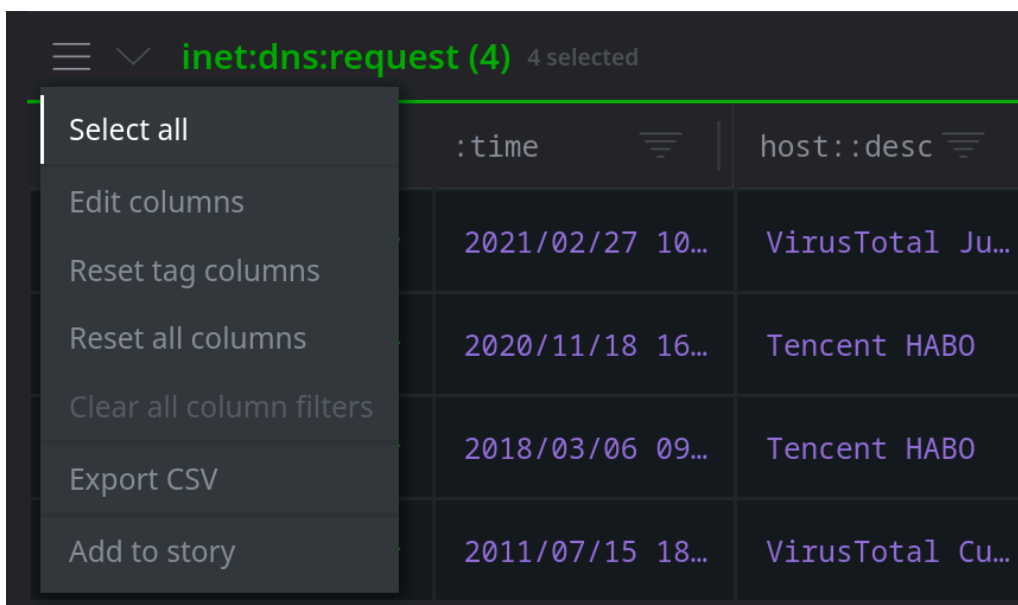 inet:dns:request (4) 4 selected
Select all
Edit columns
Reset tag columns
Reset all columns
Clear all column filters
Export CSV
Add to story
:time host::desc
2021/02/27 10… VirusTotal Ju…
2020/11/18 16… Tencent HABO
2018/03/06 09… Tencent HABO
2011/07/15 18… VirusTotal Cu…